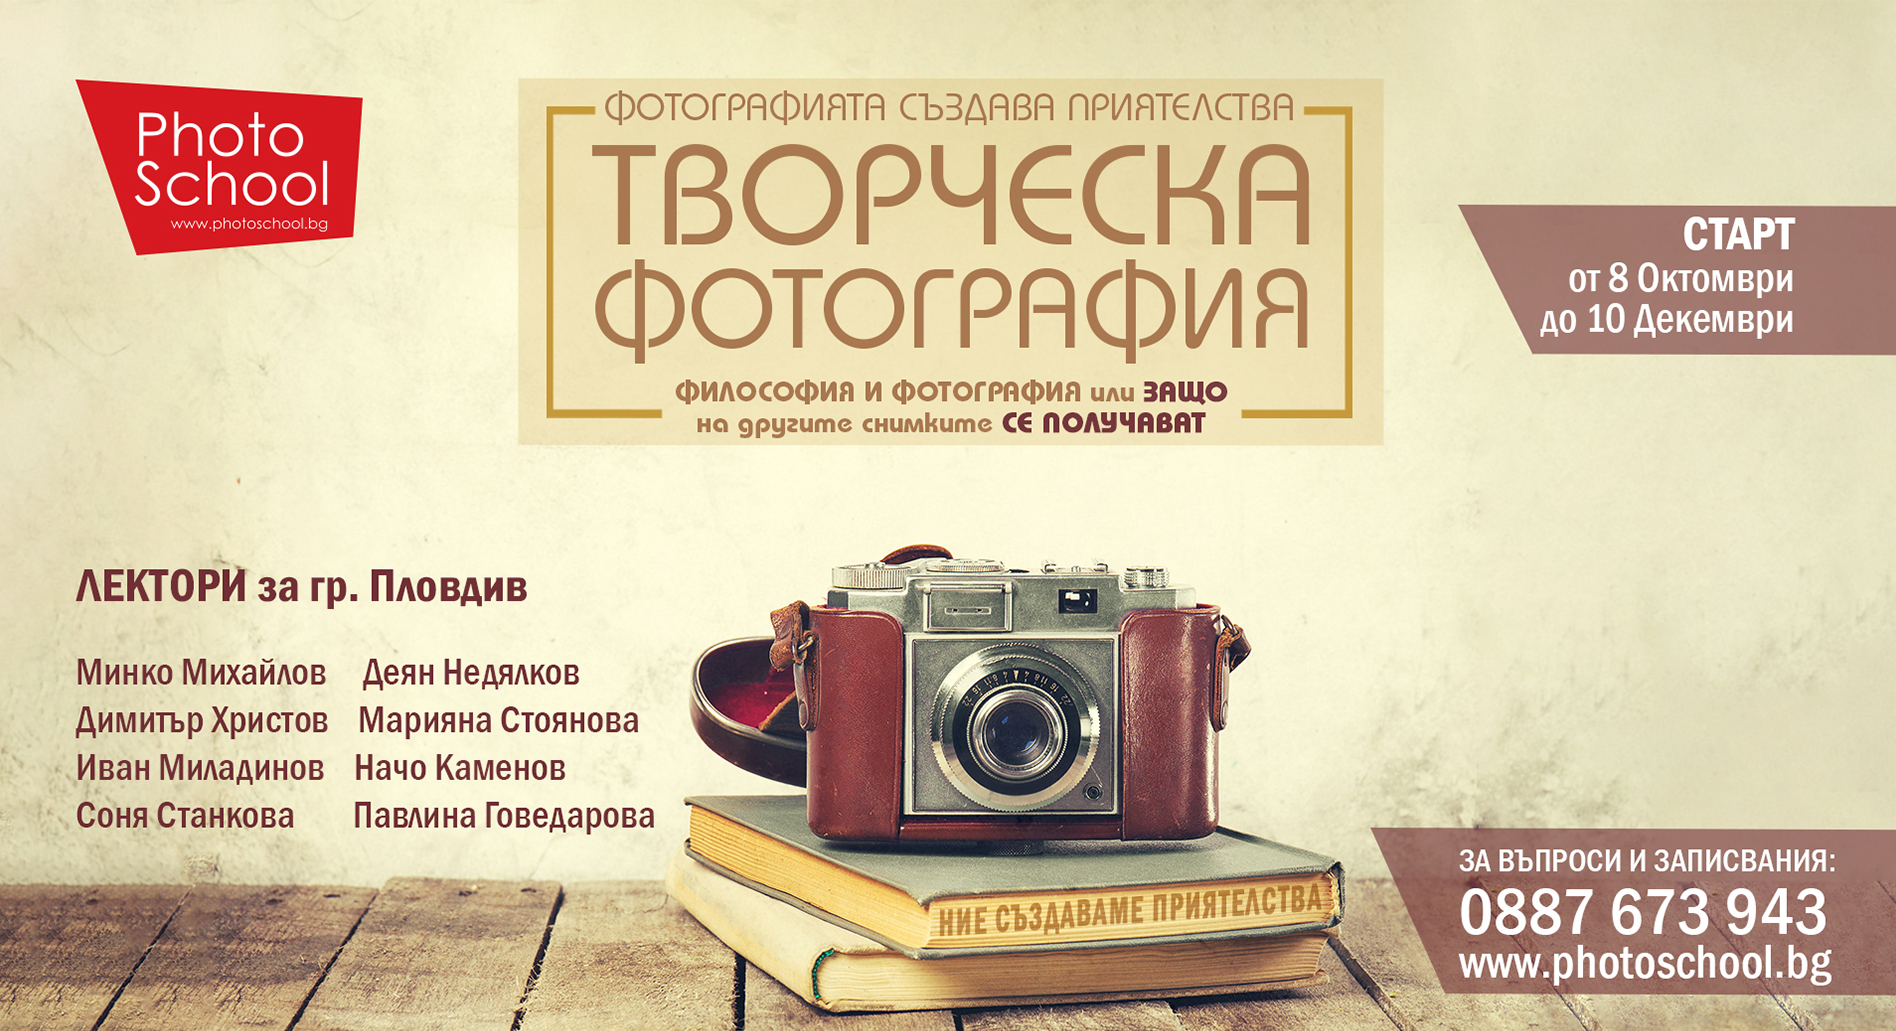 Photo
School
www.photoschool.bg
ФОТОГРАФИЯТА СЪЗДАВА ПРИЯТЕЛСТВА
ТВОРЧЕСКА
ФОТОГРАФИЯ
ФИЛОСОФИЯ И ФОТОГРАФИЯ или ЗАЩО
на другите снимките СЕ ПОЛУЧАВАТ
СТАРТ
от 8 Октомври
до 10 Декември
ЛЕКТОРИ за гр. Пловдив
Минко Михайлов Деян Недялков
Димитър Христов Марияна Стоянова
Иван Миладинов Начо Каменов
Соня Станкова Павлина Говедарова
НИЕ СЪЗДАВАМЕ ПРИЯТЕЛСТВА
ЗА ВЪПРОСИ И ЗАПИСВАНИЯ:
0887 673 943
www.photoschool.bg